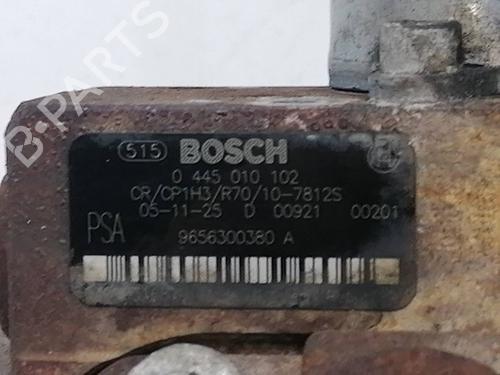 515 BOSCH
0 445 010 102
CR/CP1H3/R70/10-7812S
05-11-25 D 00921 00201
PSA 9656300380 A
B-PARTS